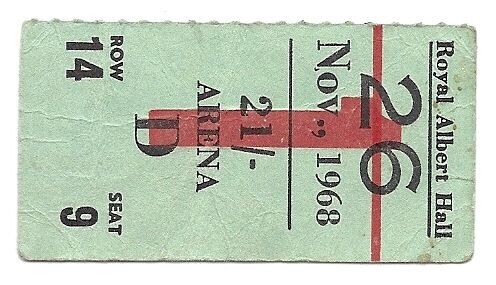 Royal Albert Hall
26
Nov., 1968
21/-
ARENA
D
ROW SEAT
14 9